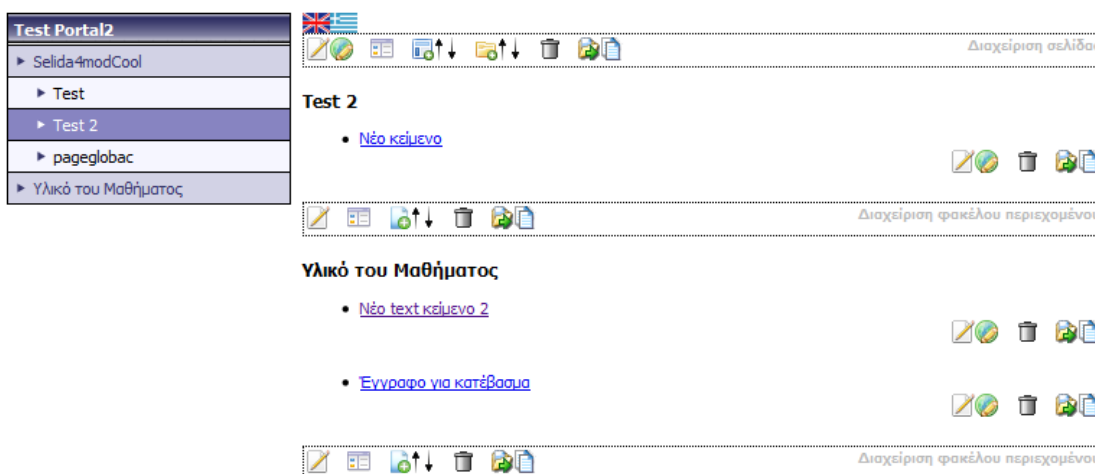 Test Portal2
Selida4modCool
Test
Test 2
pageglobac
Υλικό του Μαθήματος
Διαχείριση σελίδας
Test 2
Νέο κείμενο
Διαχείριση φακέλου περιεχομένου
Υλικό του Μαθήματος
Νέο text κείμενο 2
Έγγραφο για κατέβασμα
Διαχείριση φακέλου περιεχομένου